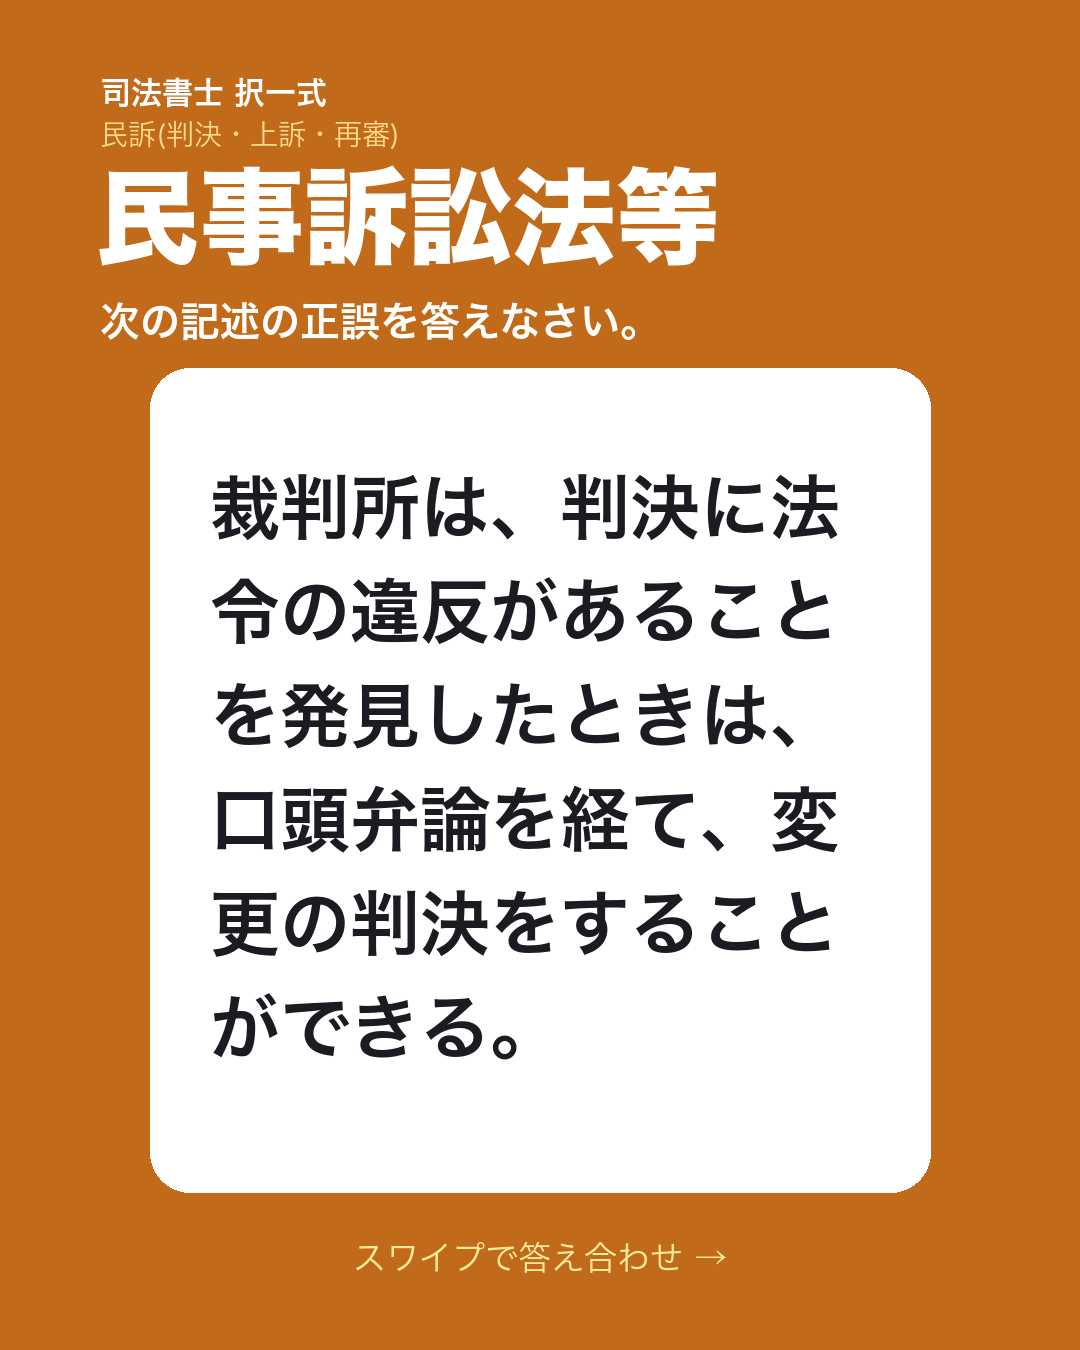 司法書士 択一式
民訴(判決・上訴・再審)
民事訴訟法等
次の記述の正誤を答えなさい。
裁判所は、判決に法
令の違反があること
を発見したときは、
口頭弁論を経て、変
更の判決をすること
ができる。
スワイプで答え合わせ →